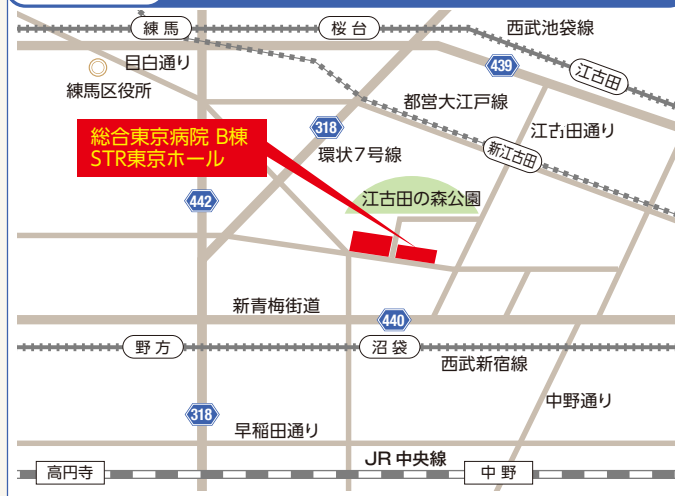 練馬
桜台
西武池袋線
目白通り
439
江古田
練馬区役所
都営大江戸線
総合東京病院 B棟
STR東京ホール
318
江古田通り
環状7号線
新江古田
442
江古田の森公園
新青梅街道
440
野方
沼袋
西武新宿線
318
早稲田通り
中野通り
JR中央線
高円寺
中野